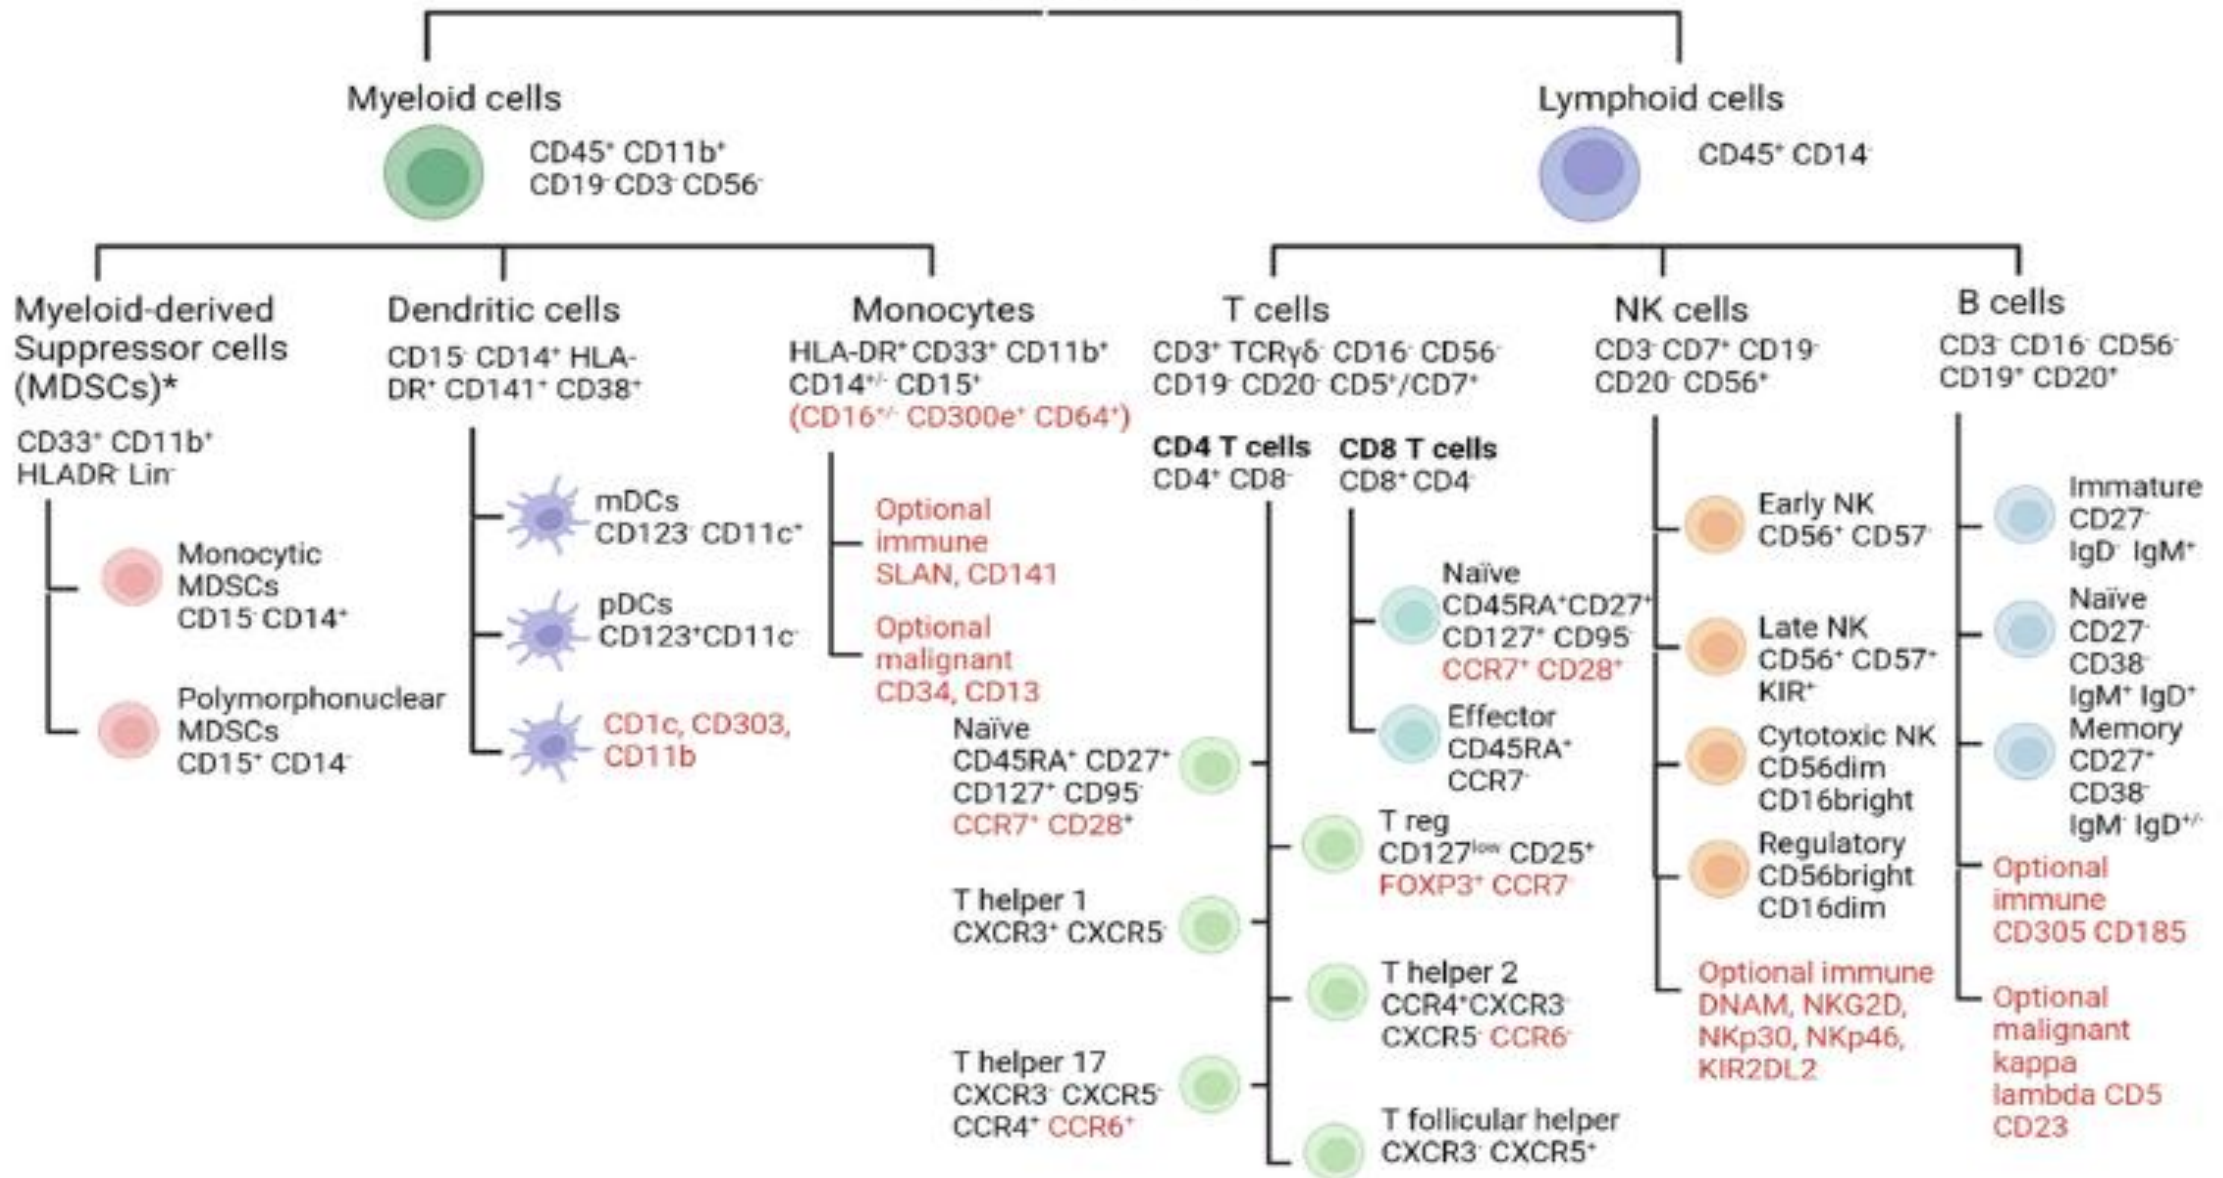 Myeloid cells
CD45⁺ CD11b⁺
CD19⁻ CD3⁻ CD56⁻
Lymphoid cells
CD45⁺ CD14⁻
Myeloid-derived
Suppressor cells
(MDSCs)*
CD33⁺ CD11b⁺
HLADR⁻ Lin⁻
Monocytic
MDSCs
CD15⁻ CD14⁺
Polymorphonuclear
MDSCs
CD15⁺ CD14⁻
Dendritic cells
CD15⁻ CD14⁺ HLA-
DR⁺ CD141⁺ CD38⁺
mDCs
CD123⁻ CD11c⁺
pDCs
CD123⁺CD11c⁻
CD1c, CD303,
CD11b
Monocytes
HLA-DR⁺ CD33⁺ CD11b⁺
CD14⁺/⁻ CD15⁺
(CD16⁺/⁻ CD300e⁺ CD64⁺)
Optional
immune
SLAN, CD141
Optional
malignant
CD34, CD13
T cells
CD3⁺ TCRγδ⁻ CD16⁻ CD56⁻
CD19⁻ CD20⁻ CD5⁺/CD7⁺
CD4 T cells
CD4⁺ CD8⁻
Naïve
CD45RA⁺ CD27⁺
CD127⁺ CD95⁻
CCR7⁺ CD28⁺
T reg
CD127ˡᵒʷ CD25⁺
FOXP3⁺ CCR7⁻
T helper 1
CXCR3⁺ CXCR5⁻
T helper 2
CCR4⁺CXCR3⁻
CXCR5⁻ CCR6⁻
T helper 17
CXCR3⁻ CXCR5⁻
CCR4⁺ CCR6⁺
T follicular helper
CXCR3⁻ CXCR5⁺
CD8 T cells
CD8⁺ CD4⁻
Naïve
CD45RA⁺CD27⁺
CD127⁺ CD95⁻
CCR7⁺ CD28⁺
Effector
CD45RA⁺
CCR7⁻
NK cells
CD3⁻ CD7⁺ CD19⁻
CD20⁻ CD56⁺
Early NK
CD56⁺ CD57⁻
Late NK
CD56⁺ CD57⁺
KIR⁺
Cytotoxic NK
CD56dim
CD16bright
Regulatory
CD56bright
CD16dim
Optional immune
DNAM, NKG2D,
NKp30, NKp46,
KIR2DL2
B cells
CD3⁻ CD16⁻ CD56⁻
CD19⁺ CD20⁺
Immature
CD27⁻
IgD⁻ IgM⁺
Naïve
CD27⁻
CD38⁻
IgM⁺ IgD⁺
Memory
CD27⁺
CD38⁻
IgM⁻ IgD⁺/⁻
Optional
immune
CD305 CD185
Optional
malignant
kappa
lambda CD5
CD23